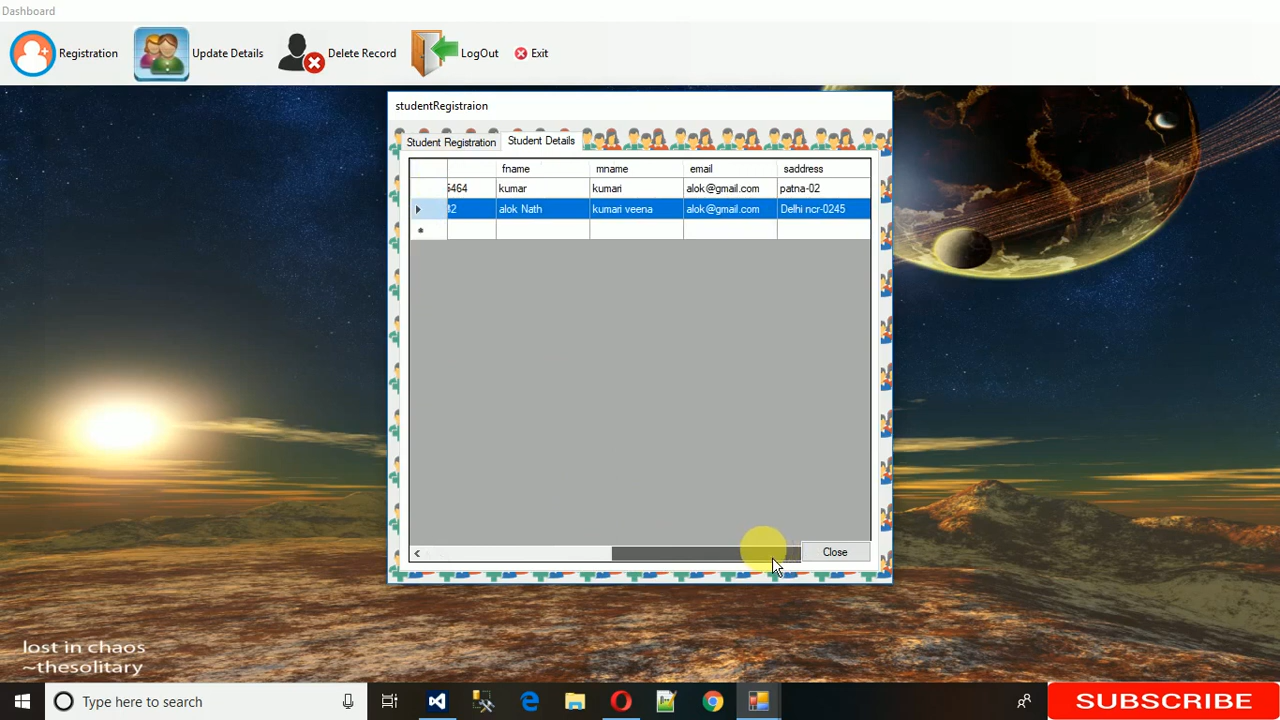 Dashboard
Registration
Update Details
Delete Record
LogOut
Exit
studentRegistraion
Student Registration
Student Details
fname mname email saddress
5464 kumar kumari alok@gmail.com patna-02
42 alok Nath kumari veena alok@gmail.com Delhi ncr-0245
Close
lost in chaos
~thesolitary
Type here to search
SUBSCRIBE